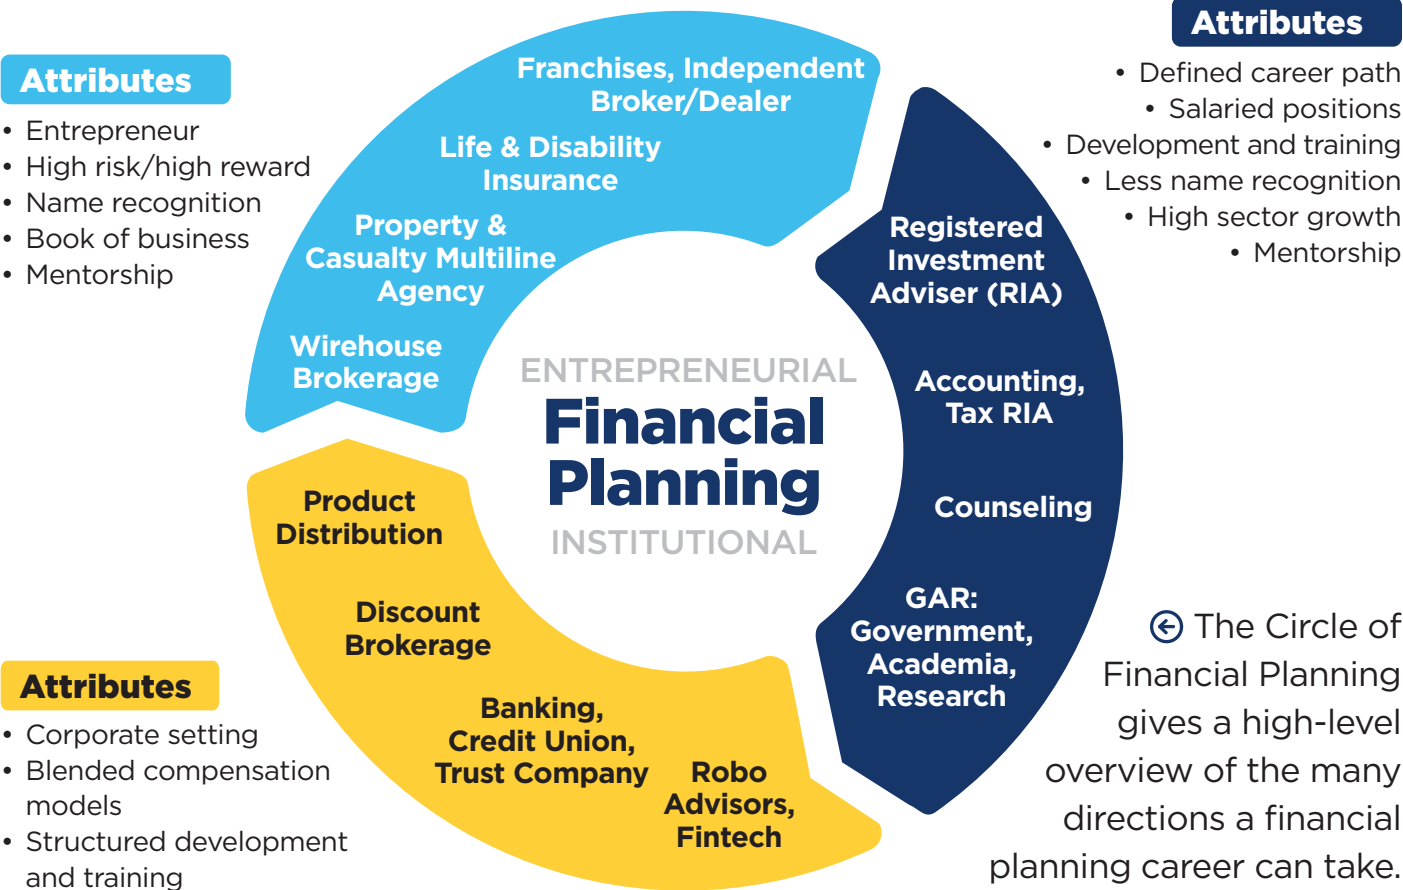 Attributes
• Entrepreneur
• High risk/high reward
• Name recognition
• Book of business
• Mentorship
Franchises, Independent
Broker/Dealer
Life & Disability
Insurance
Property &
Casualty Multiline
Agency
Wirehouse
Brokerage
Attributes
• Defined career path
• Salaried positions
• Development and training
• Less name recognition
• High sector growth
• Mentorship
Registered
Investment
Adviser (RIA)
Accounting,
Tax RIA
Counseling
GAR:
Government,
Academia,
Research
ENTREPRENEURIAL
Financial
Planning
INSTITUTIONAL
Product
Distribution
Discount
Brokerage
Banking,
Credit Union,
Trust Company
Robo
Advisors,
Fintech
Attributes
• Corporate setting
• Blended compensation
models
• Structured development
and training
The Circle of
Financial Planning
gives a high-level
overview of the many
directions a financial
planning career can take.